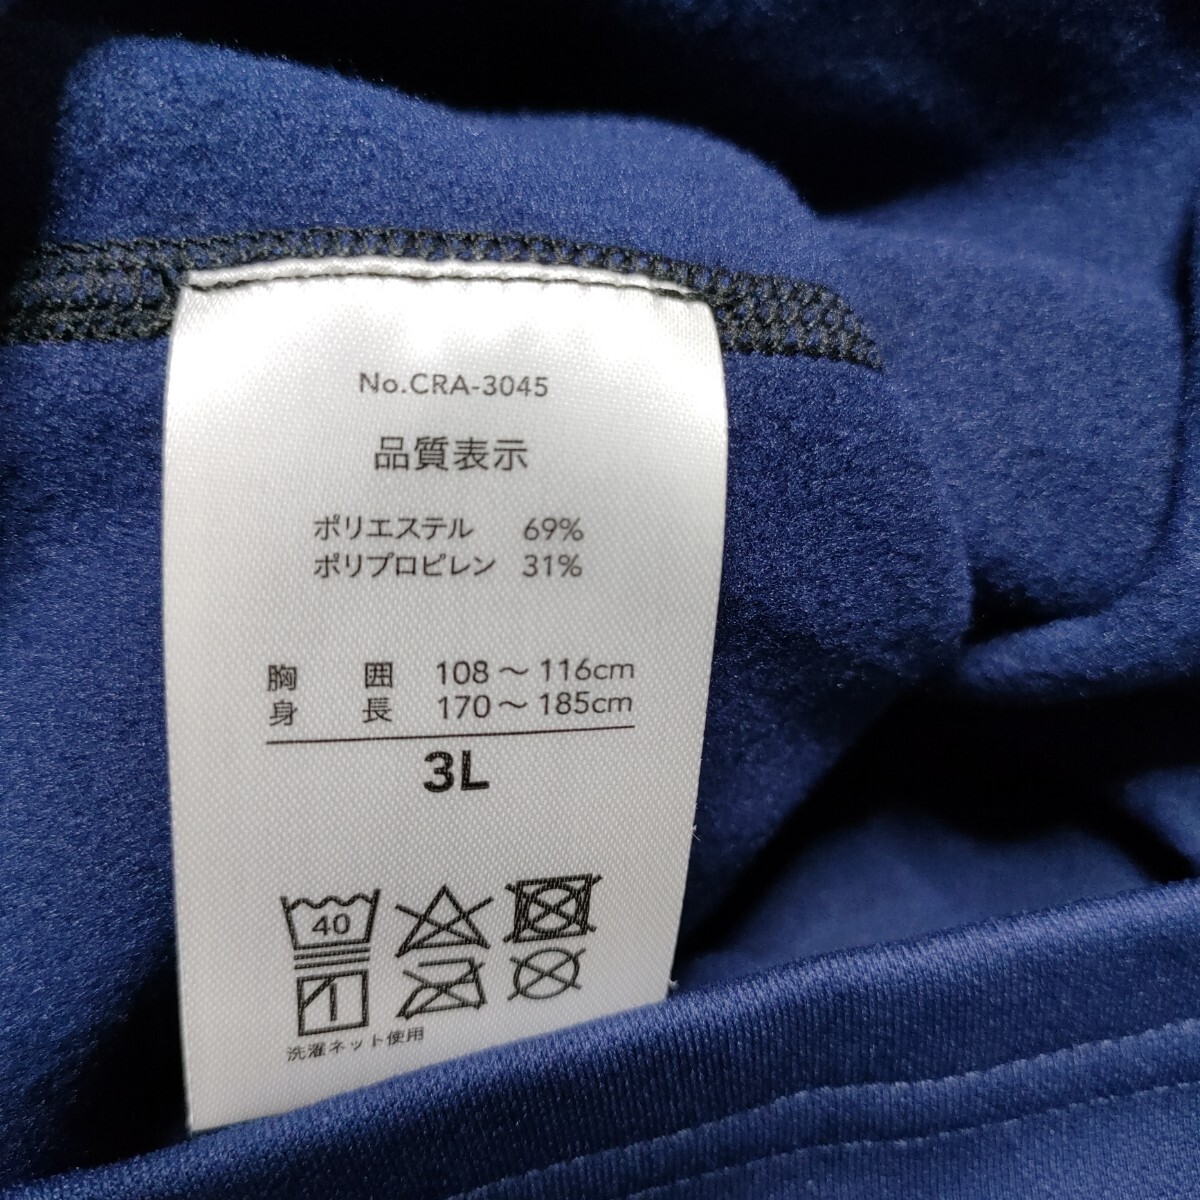 No.CRA-3045
品質表示
ポリエステル 69%
ポリプロピレン 31%
胸 囲 108～116cm
身 長 170～185cm
3L
40
洗濯ネット使用